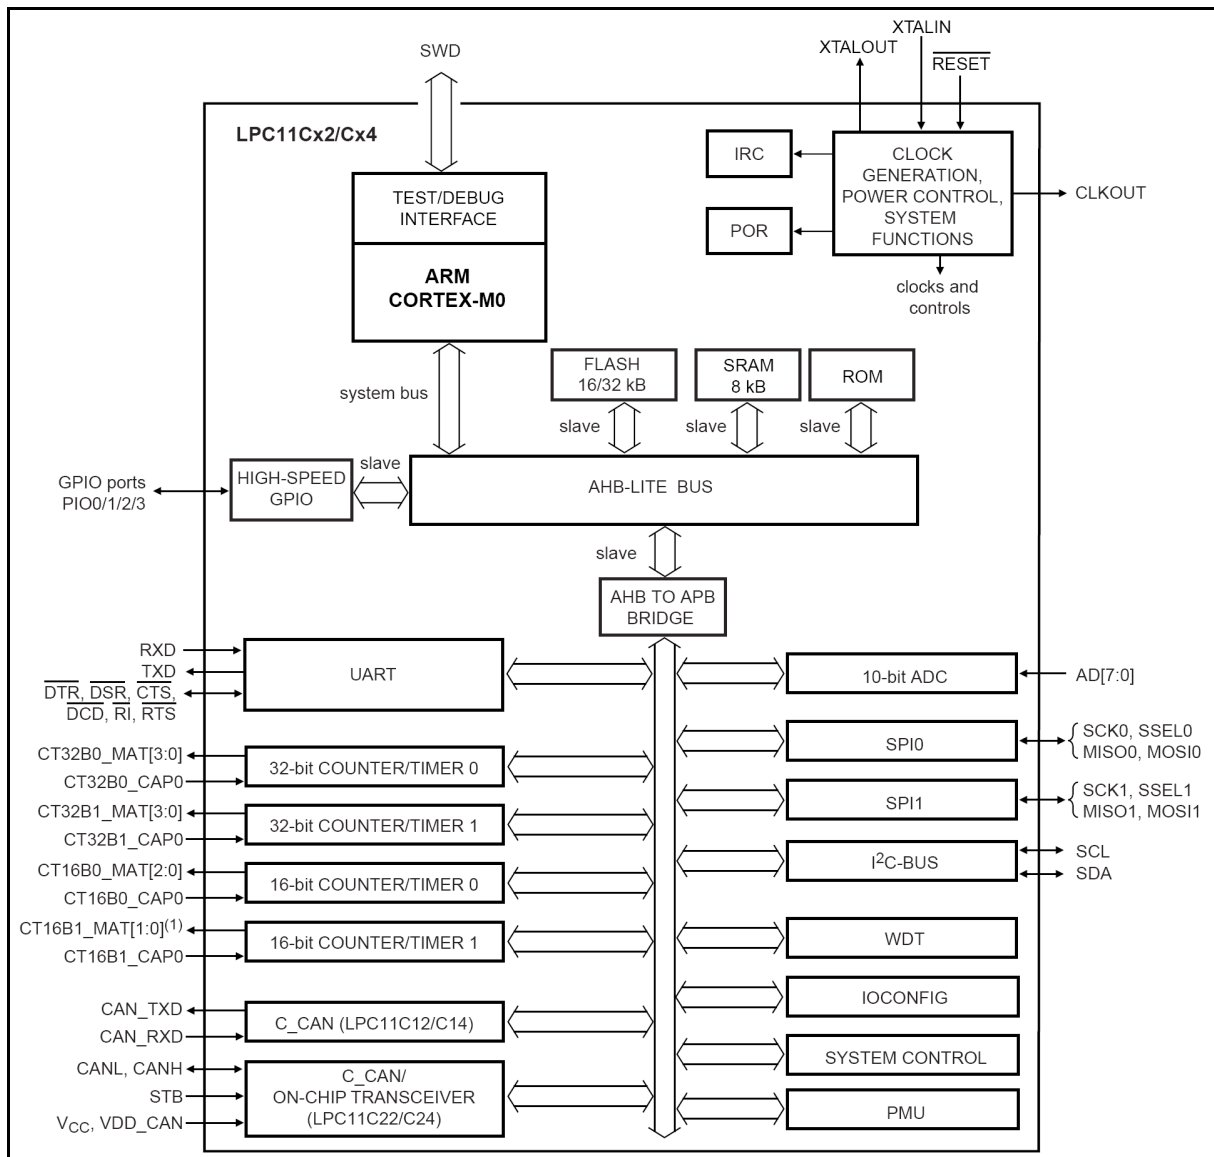 XTALIN
XTALOUT
RESET
SWD
LPC11Cx2/Cx4
IRC
CLOCK
GENERATION,
POWER CONTROL,
SYSTEM
FUNCTIONS
CLKOUT
TEST/DEBUG
INTERFACE
POR
ARM
CORTEX-M0
clocks and
controls
FLASH
16/32 kB
SRAM
8 kB
ROM
system bus
slave
slave
slave
GPIO ports
PIO0/1/2/3
HIGH-SPEED
GPIO
slave
AHB-LITE BUS
slave
AHB TO APB
BRIDGE
RXD
TXD
DTR, DSR, CTS,
DCD, RI, RTS
UART
10-bit ADC
AD[7:0]
CT32B0_MAT[3:0]
CT32B0_CAP0
32-bit COUNTER/TIMER 0
SPI0
SCK0, SSEL0
MISO0, MOSI0
CT32B1_MAT[3:0]
CT32B1_CAP0
32-bit COUNTER/TIMER 1
SPI1
SCK1, SSEL1
MISO1, MOSI1
CT16B0_MAT[2:0]
CT16B0_CAP0
16-bit COUNTER/TIMER 0
I²C-BUS
SCL
SDA
CT16B1_MAT[1:0]⁽¹⁾
CT16B1_CAP0
16-bit COUNTER/TIMER 1
WDT
IOCONFIG
CAN_TXD
CAN_RXD
C_CAN (LPC11C12/C14)
SYSTEM CONTROL
CANL, CANH
STB
VCC, VDD_CAN
C_CAN/
ON-CHIP TRANSCEIVER
(LPC11C22/C24)
PMU